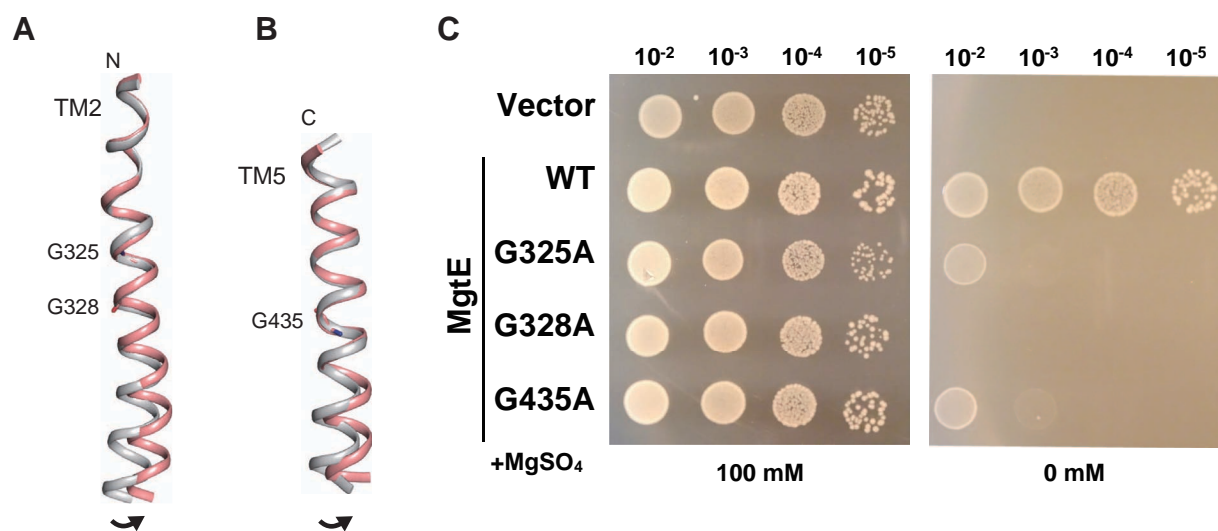 A
N
TM2
G325
G328
B
C
TM5
G435
C
10-2 10-3 10-4 10-5 10-2 10-3 10-4 10-5
Vector
WT
G325A
G328A
G435A
MgtE
+MgSO4
100 mM
0 mM